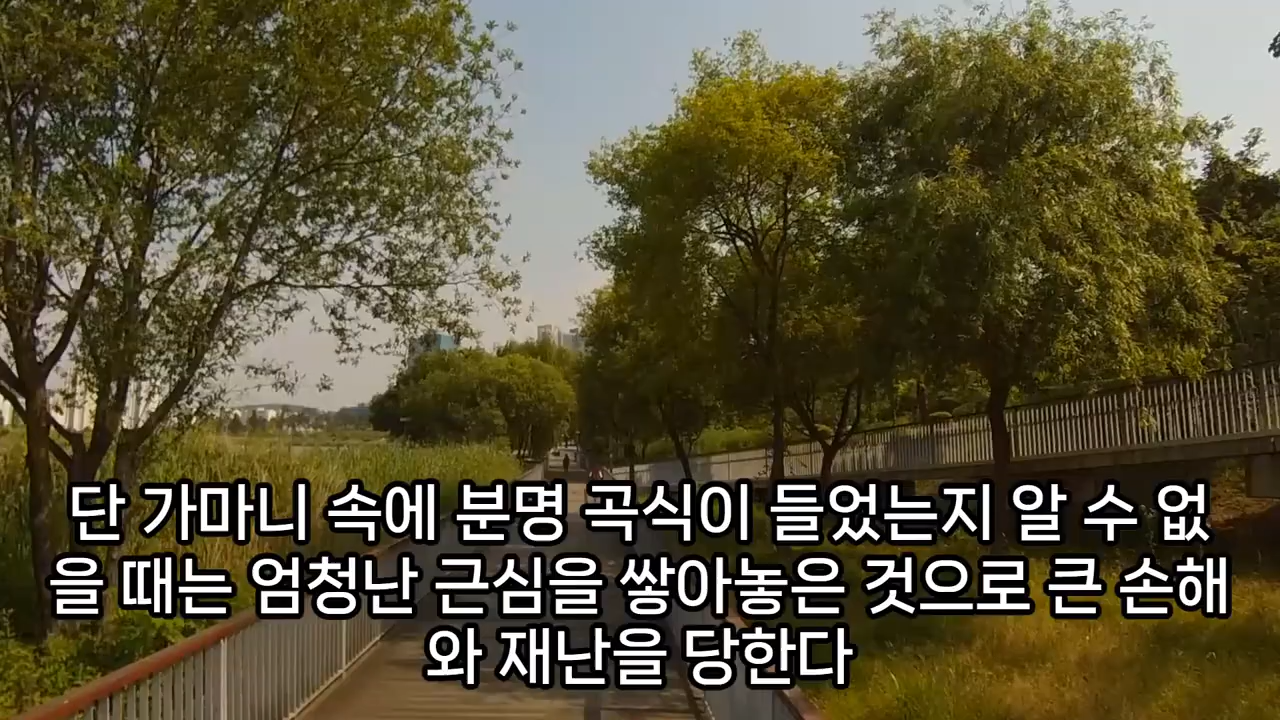 단 가마니 속에 분명 곡식이 들었는지 알 수 없
을 때는 엄청난 근심을 쌓아놓은 것으로 큰 손해
와 재난을 당한다